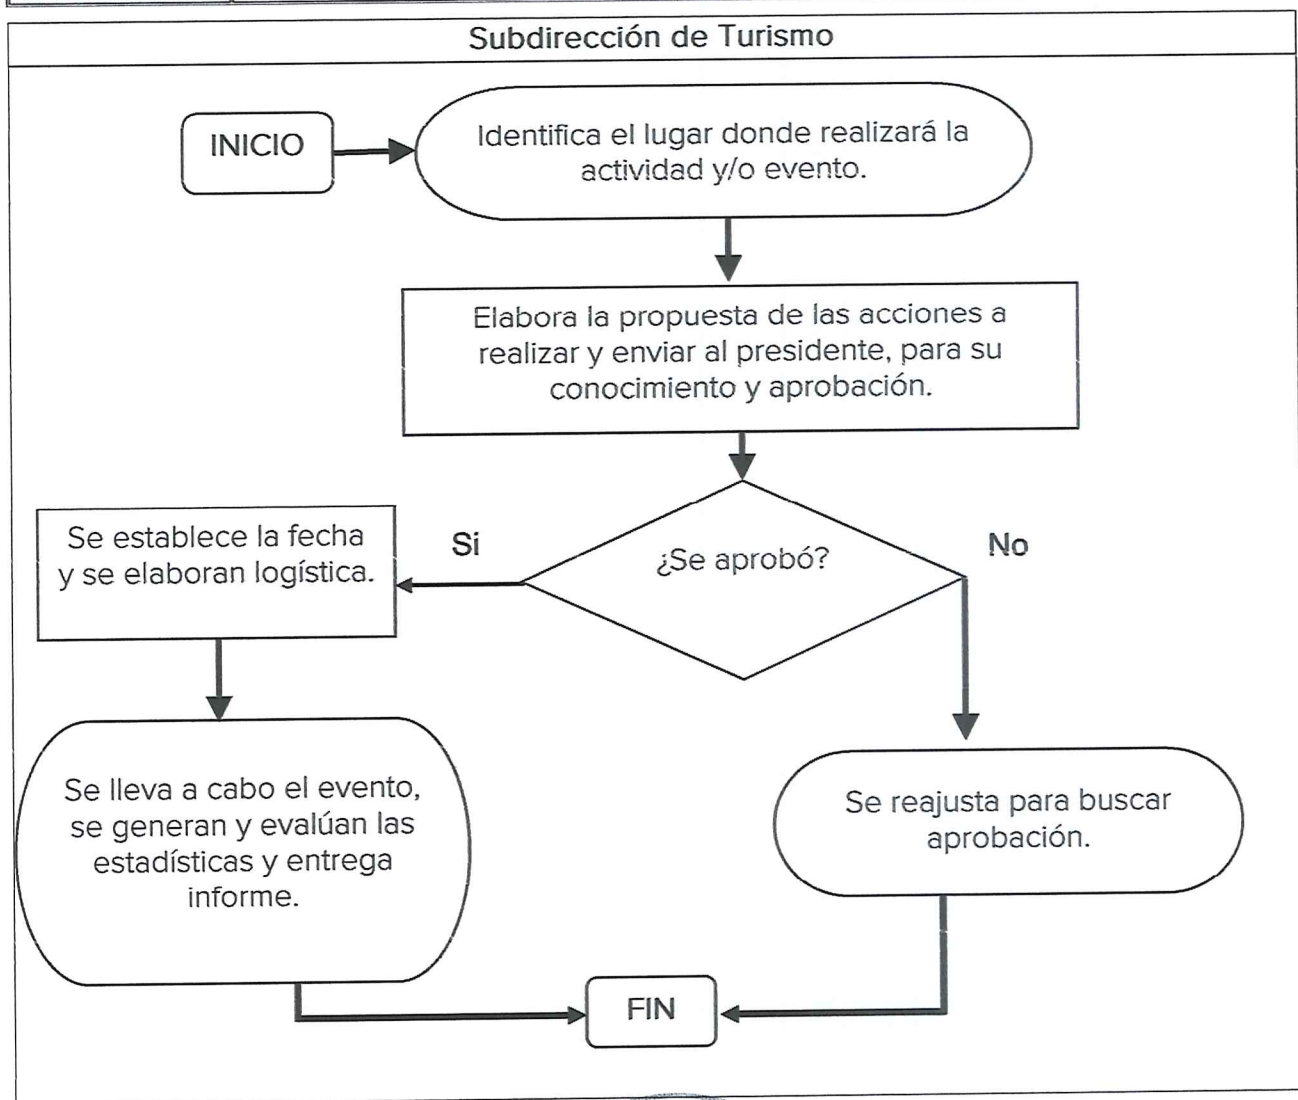 Subdirección de Turismo
INICIO
Identifica el lugar donde realizará la
actividad y/o evento.
Elabora la propuesta de las acciones a
realizar y enviar al presidente, para su
conocimiento y aprobación.
¿Se aprobó?
Si
No
Se establece la fecha
y se elaboran logística.
Se lleva a cabo el evento,
se generan y evalúan las
estadísticas y entrega
informe.
Se reajusta para buscar
aprobación.
FIN